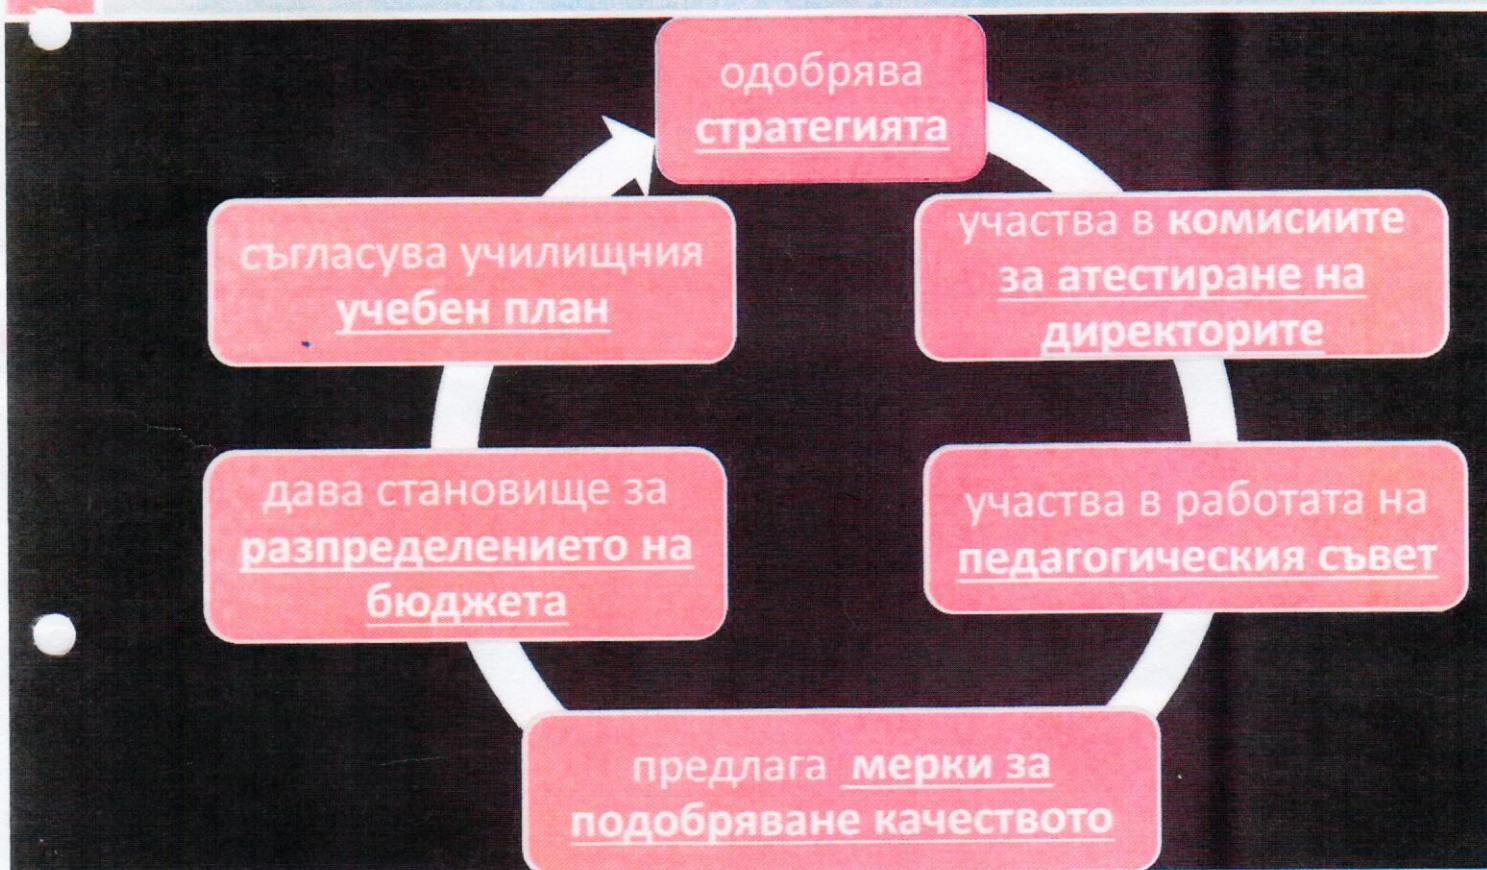 одобрява
стратегията
участва в комисиите
за атестиране на
директорите
участва в работата на
педагогическия съвет
предлага мерки за
подобряване качеството
дава становище за
разпределението на
бюджета
съгласува училищния
учебен план